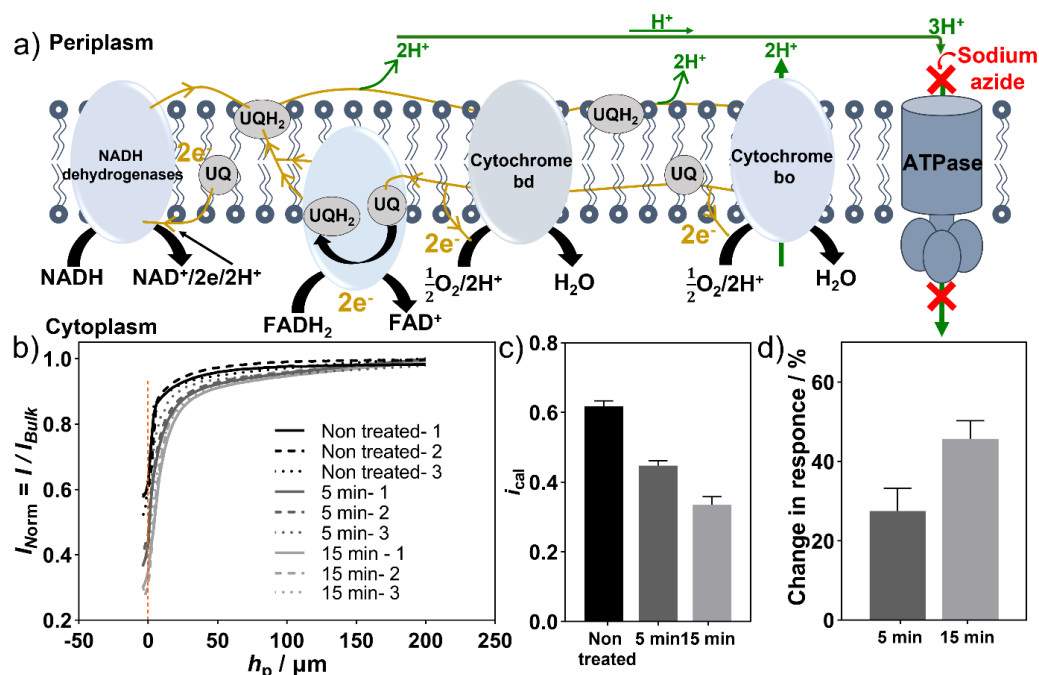 a) Periplasm
H⁺
2H⁺
2H⁺
2H⁺
3H⁺
Sodium
azide
UQH₂
UQH₂
NADH
dehydrogenases
2e⁻
UQ
UQH₂
UQ
Cytochrome
bd
UQ
Cytochrome
bo
ATPase
2e⁻
2e⁻
NADH
NAD⁺/2e/2H⁺
2e⁻
FADH₂
FAD⁺
½O₂/2H⁺
H₂O
½O₂/2H⁺
H₂O
Cytoplasm
b)
I_Norm = I / I_Bulk
1.0
0.8
0.6
0.4
0.2
-50
0
50
100
150
200
250
h_p / µm
Non treated- 1
Non treated- 2
Non treated- 3
5 min- 1
5 min- 2
5 min- 3
15 min - 1
15 min- 2
15 min- 3
c)
i_cal
0.8
0.6
0.4
0.2
0.0
Non
treated
5 min
15 min
d)
Change in responce / %
60
40
20
0
5 min
15 min